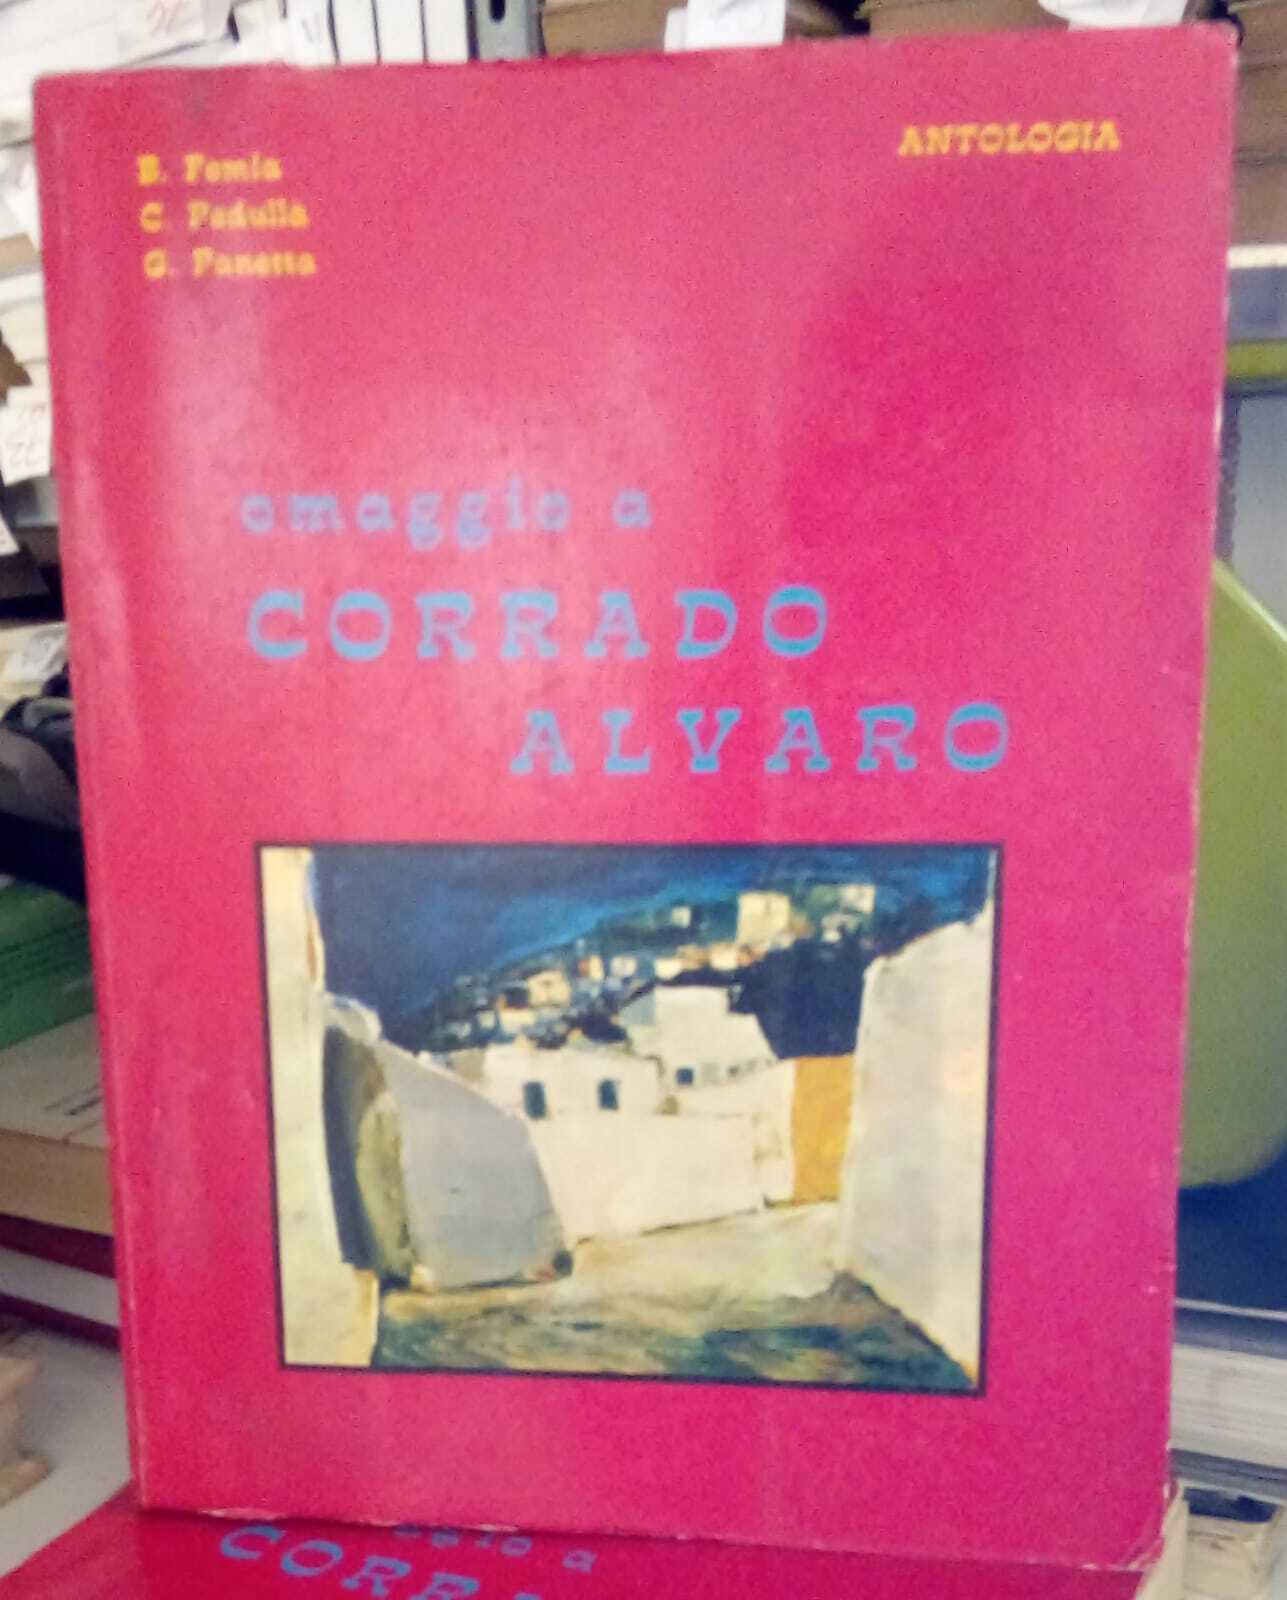 B. Femia
C. Pedullà
G. Panetta
ANTOLOGIA
omaggio a
CORRADO
ALVARO